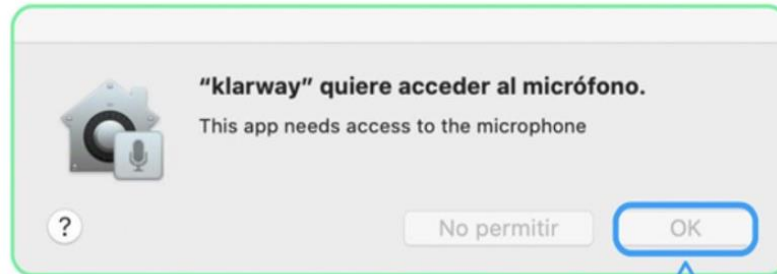 “klarway” quiere acceder al micrófono.
This app needs access to the microphone
?
No permitir
OK